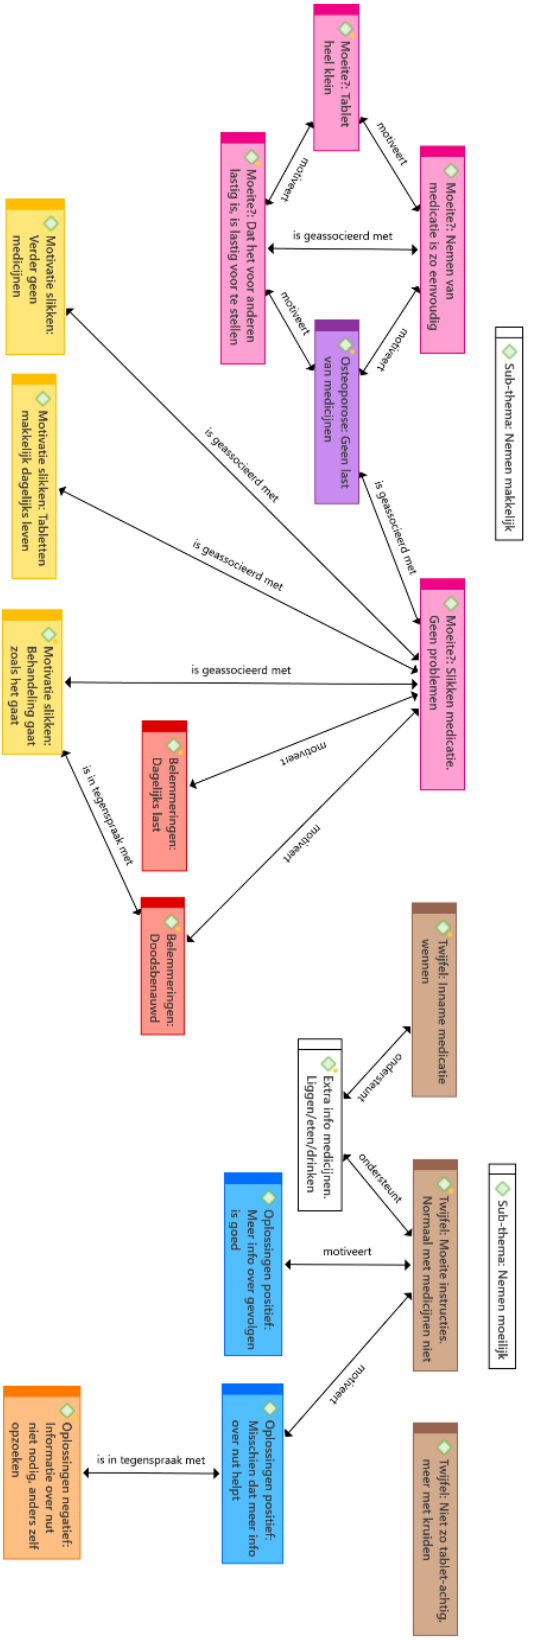 Sub-thema: Nemen makkelijk
Sub-thema: Nemen moeilijk
Moeite?: Nemen van
medicatie is zo eenvoudig
Moeite?: Slikken medicatie.
Geen problemen
Twijfel: Inname medicatie
wennen
Twijfel: Moeite instructies.
Normaal met medicijnen niet
Twijfel: Niet zo tablet-achtig,
meer met kruiden
motiveert
motiveert
is geassocieerd met
ondersteunt
ondersteunt
Moeite?: Tablet
heel klein
Osteoporose: Geen last
van medicijnen
Extra info medicijnen.
Liggen/eten/drinken
is geassocieerd met
motiveert
motiveert
motiveert
motiveert
motiveert
motiveert
Moeite?: Dat het voor anderen
lastig is, is lastig voor te stellen
Oplossingen positief:
Meer info over gevolgen
is goed
Oplossingen positief:
Misschien dat meer info
over nut helpt
is geassocieerd met
is geassocieerd met
is geassocieerd met
Belemmeringen:
Dagelijks last
Belemmeringen:
Doodsbenauwd
is in tegenspraak met
is in tegenspraak met
Motivatie slikken:
Verder geen
medicijnen
Motivatie slikken: Tabletten
makkelijk dagelijks leven
Motivatie slikken:
Behandeling gaat
zoals het gaat
Oplossingen negatief:
Informatie over nut
niet nodig, anders zelf
opzoeken